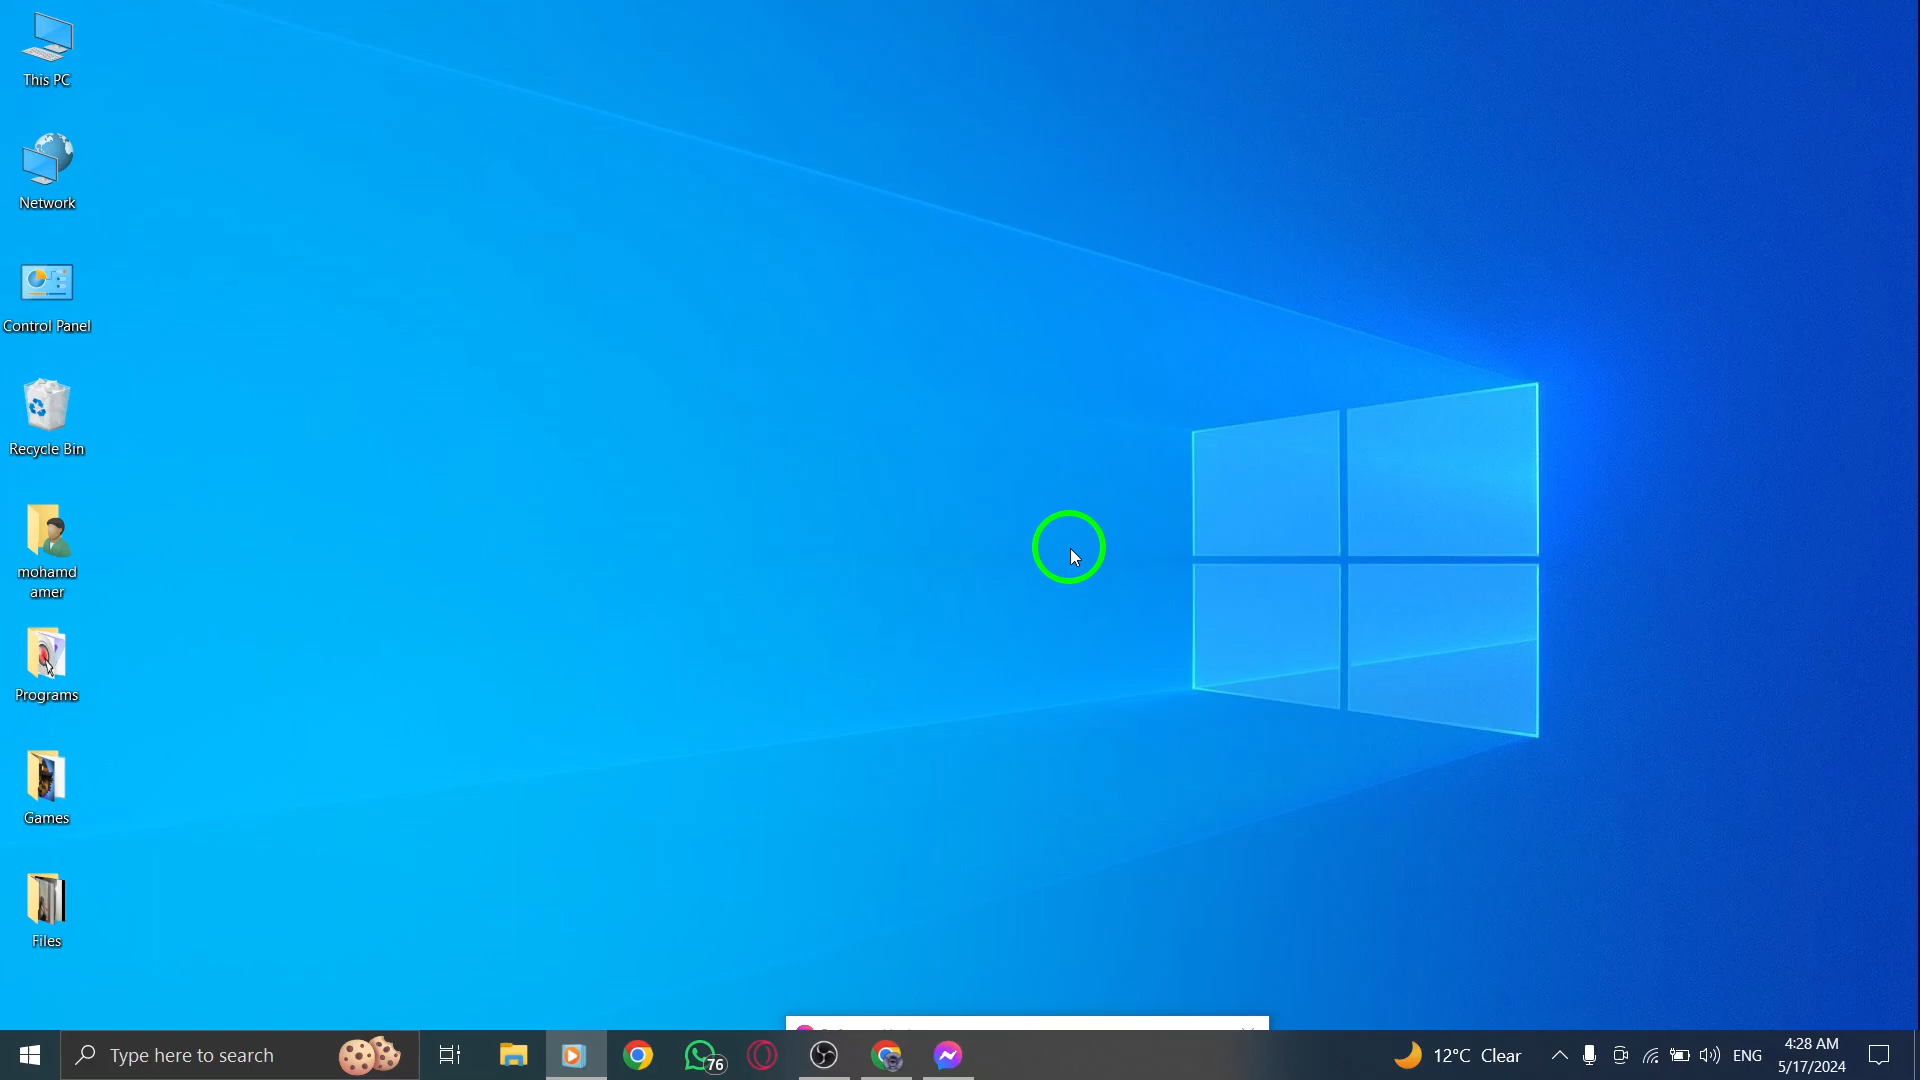 This PC
Network
Control Panel
Recycle Bin
mohamd
amer
Programs
Games
Files
Type here to search
76
12°C Clear
ENG
4:28 AM
5/17/2024